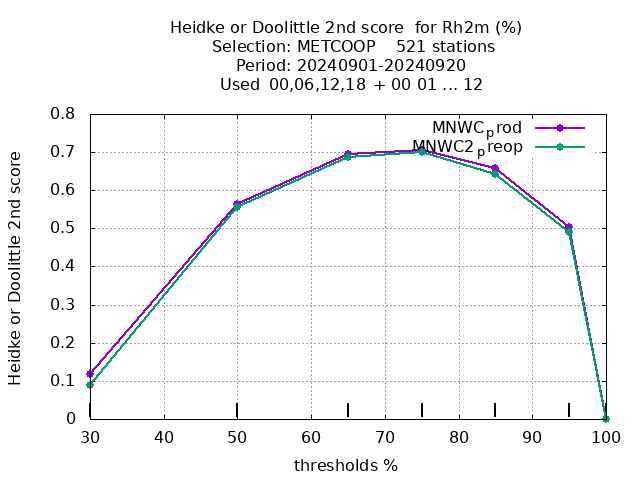 Heidke or Doolittle 2nd score  for Rh2m (%)
Selection: METCOOP    521 stations
Period: 20240901-20240920
Used  00,06,12,18  + 00 01 ... 12
MNWCprod
MNWC2preop
0.8
0.7
0.6
0.5
0.4
0.3
0.2
0.1
0
Heidke or Doolittle 2nd score
30 40 50 60 70 80 90 100
thresholds %